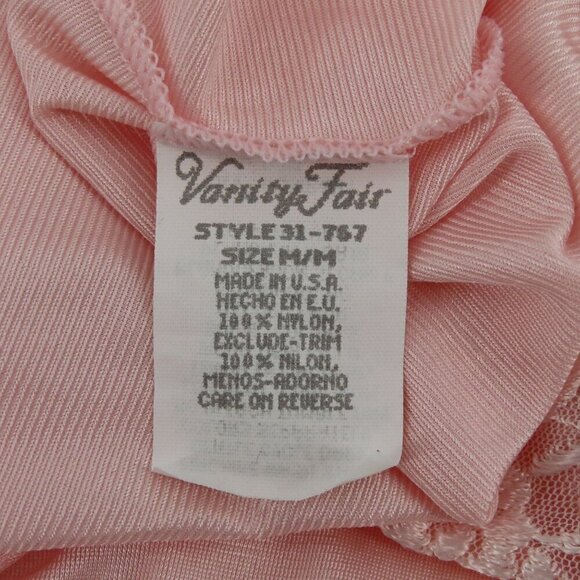 Vanity Fair
STYLE 31-767
SIZE M/M
MADE IN U.S.A.
HECHO EN E.U.
100% NYLON,
EXCLUDE-TRIM
100% NILON,
MENOS-ADORNO
CARE ON REVERSE